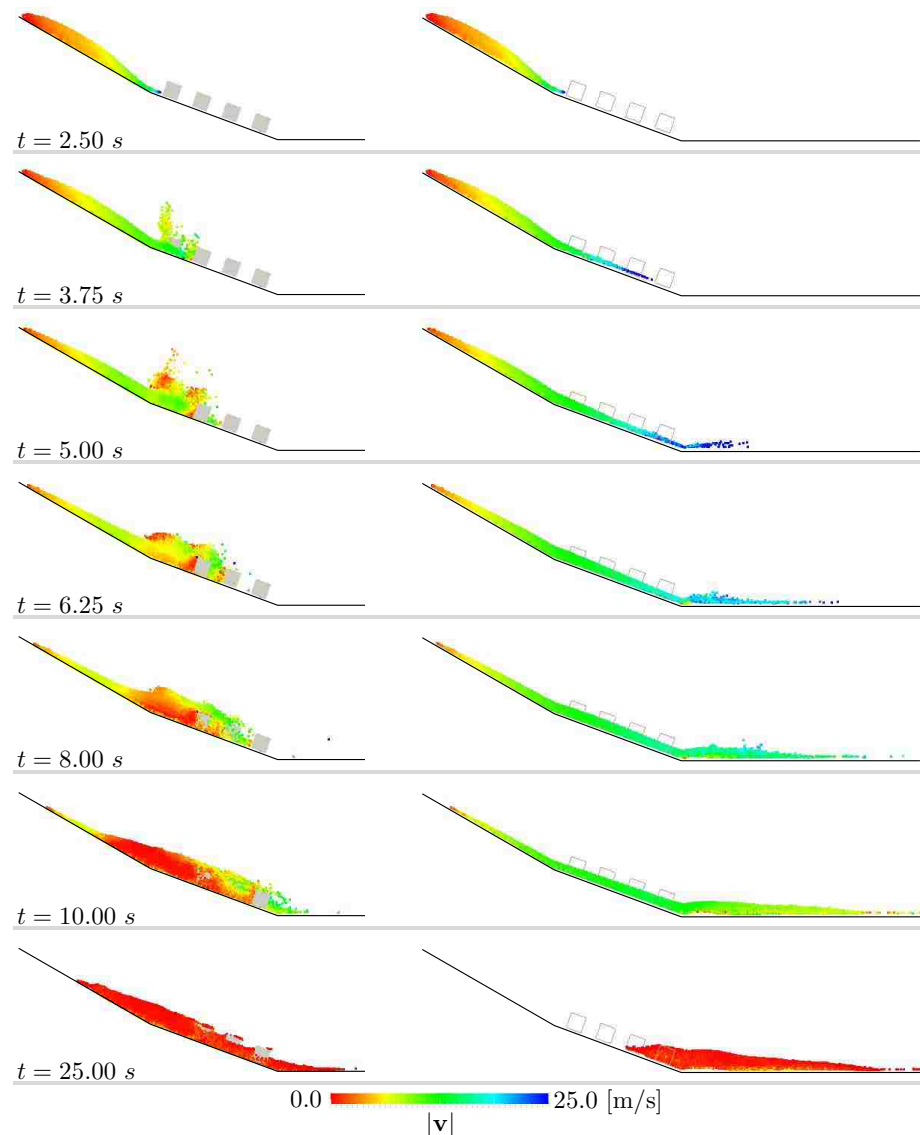 t = 2.50 s
t = 3.75 s
t = 5.00 s
t = 6.25 s
t = 8.00 s
t = 10.00 s
t = 25.00 s
0.0 25.0 [m/s]
|v|